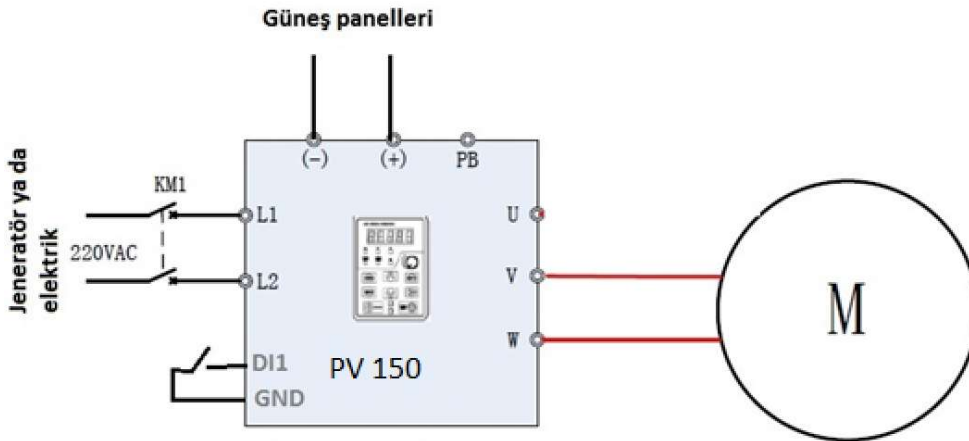 Güneş panelleri
(-)
(+)
PB
Jeneratör ya da
elektrik
KM1
220VAC
L1
L2
DI1
GND
PV 150
U
V
W
M